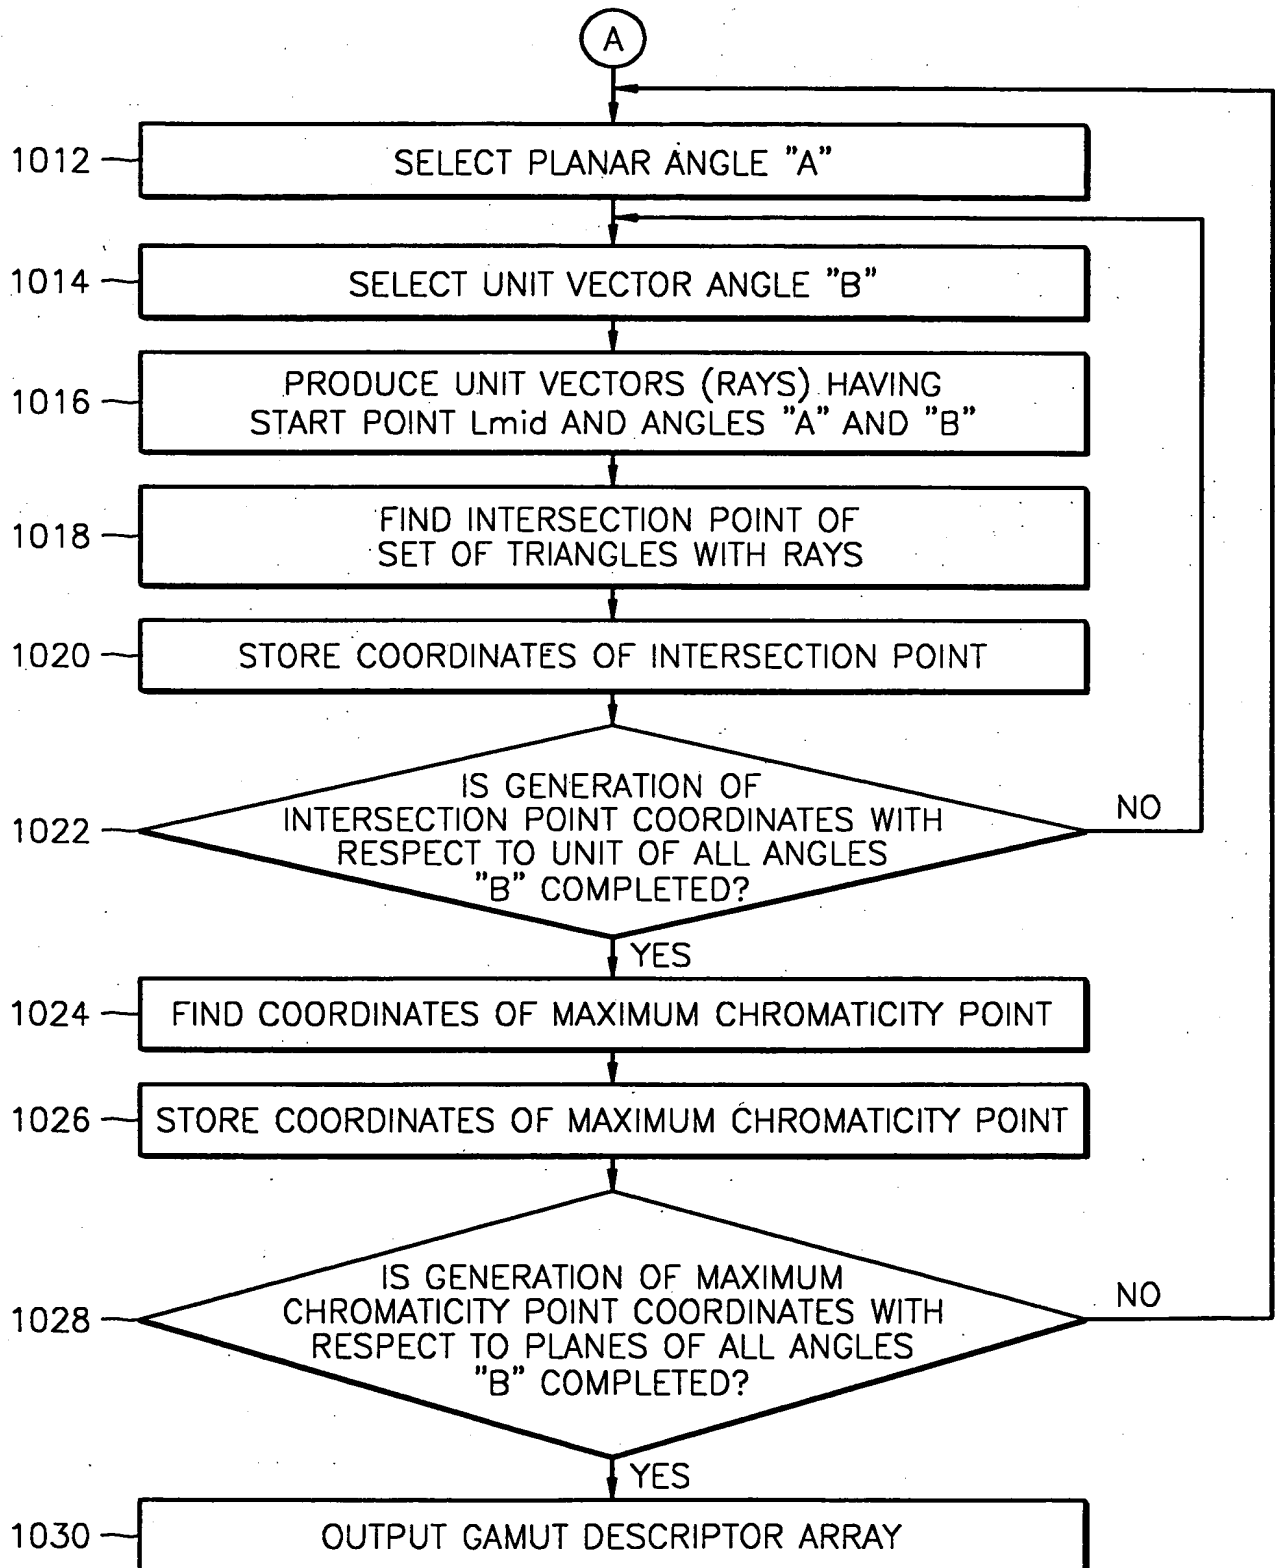 A
1012
SELECT PLANAR ANGLE "A"
1014
SELECT UNIT VECTOR ANGLE "B"
1016
PRODUCE UNIT VECTORS (RAYS) HAVING
START POINT Lmid AND ANGLES "A" AND "B"
1018
FIND INTERSECTION POINT OF
SET OF TRIANGLES WITH RAYS
1020
STORE COORDINATES OF INTERSECTION POINT
1022
IS GENERATION OF
INTERSECTION POINT COORDINATES WITH
RESPECT TO UNIT OF ALL ANGLES
"B" COMPLETED?
NO
YES
1024
FIND COORDINATES OF MAXIMUM CHROMATICITY POINT
1026
STORE COORDINATES OF MAXIMUM CHROMATICITY POINT
1028
IS GENERATION OF MAXIMUM
CHROMATICITY POINT COORDINATES WITH
RESPECT TO PLANES OF ALL ANGLES
"B" COMPLETED?
NO
YES
1030
OUTPUT GAMUT DESCRIPTOR ARRAY